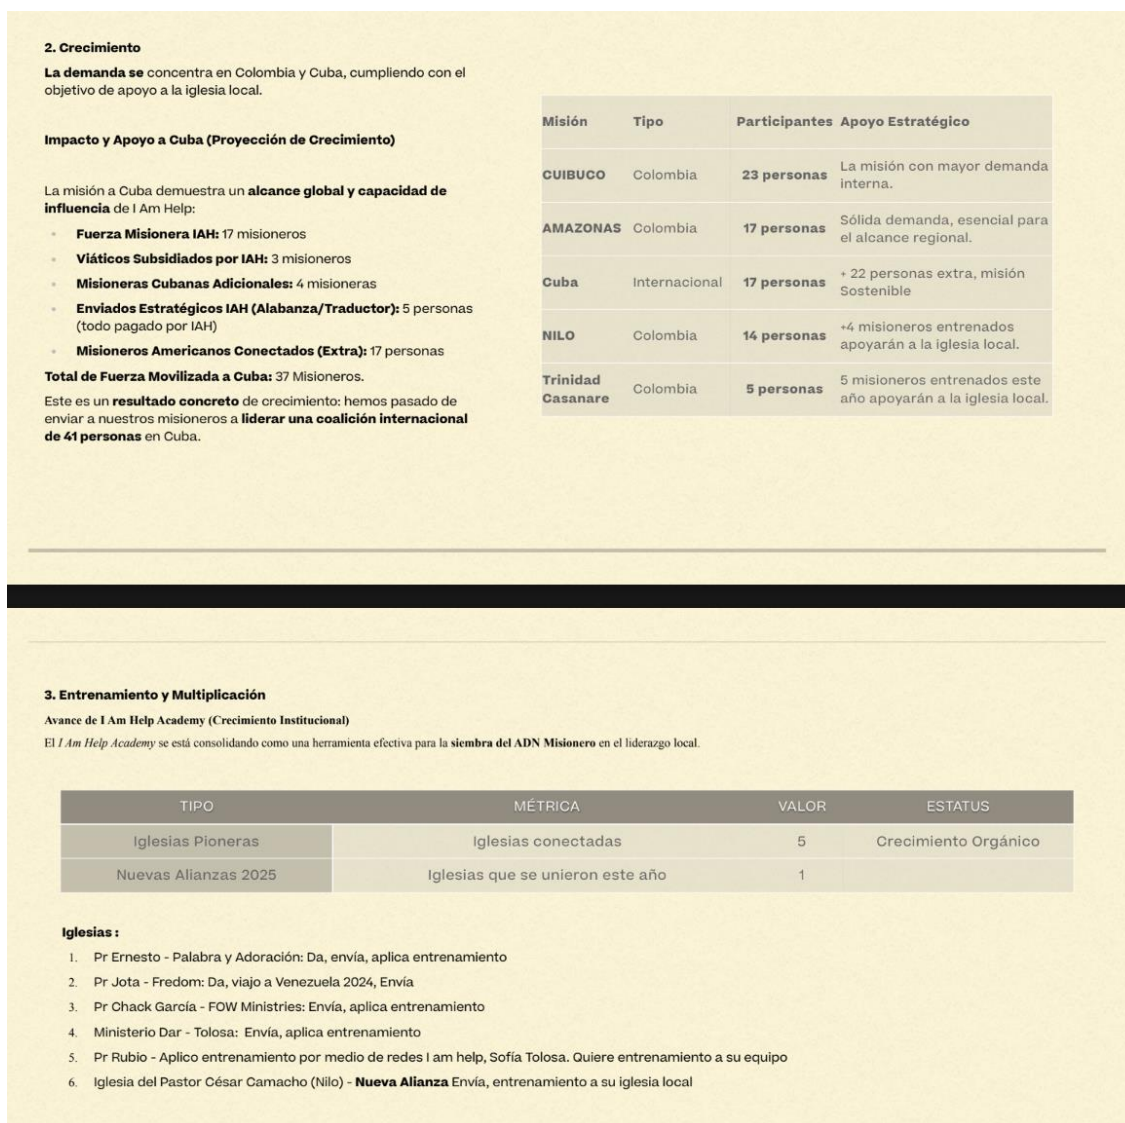 2. Crecimiento
La demanda se concentra en Colombia y Cuba, cumpliendo con el
objetivo de apoyo a la iglesia local.
Impacto y Apoyo a Cuba (Proyección de Crecimiento)
La misión a Cuba demuestra un alcance global y capacidad de
influencia de I Am Help:
• Fuerza Misionera IAH: 17 misioneros
• Viáticos Subsidiados por IAH: 3 misioneros
• Misioneras Cubanas Adicionales: 4 misioneras
• Enviados Estratégicos IAH (Alabanza/Traductor): 5 personas
(todo pagado por IAH)
• Misioneros Americanos Conectados (Extra): 17 personas
Total de Fuerza Movilizada a Cuba: 37 Misioneros.
Este es un resultado concreto de crecimiento: hemos pasado de
enviar a nuestros misioneros a liderar una coalición internacional
de 41 personas en Cuba.
Misión Tipo Participantes Apoyo Estratégico
CUIBUCO Colombia 23 personas La misión con mayor demanda
interna.
AMAZONAS Colombia 17 personas Sólida demanda, esencial para
el alcance regional.
Cuba Internacional 17 personas + 22 personas extra, misión
Sostenible
NILO Colombia 14 personas +4 misioneros entrenados
apoyarán a la iglesia local.
Trinidad
Casanare Colombia 5 personas 5 misioneros entrenados este
año apoyarán a la iglesia local.
3. Entrenamiento y Multiplicación
Avance de I Am Help Academy (Crecimiento Institucional)
El I Am Help Academy se está consolidando como una herramienta efectiva para la siembra del ADN Misionero en el liderazgo local.
TIPO MÉTRICA VALOR ESTATUS
Iglesias Pioneras Iglesias conectadas 5 Crecimiento Orgánico
Nuevas Alianzas 2025 Iglesias que se unieron este año 1
Iglesias :
1. Pr Ernesto - Palabra y Adoración: Da, envía, aplica entrenamiento
2. Pr Jota - Fredom: Da, viajo a Venezuela 2024, Envía
3. Pr Chack García - FOW Ministries: Envía, aplica entrenamiento
4. Ministerio Dar - Tolosa: Envía, aplica entrenamiento
5. Pr Rubio - Aplico entrenamiento por medio de redes I am help, Sofía Tolosa. Quiere entrenamiento a su equipo
6. Iglesia del Pastor César Camacho (Nilo) - Nueva Alianza Envía, entrenamiento a su iglesia local